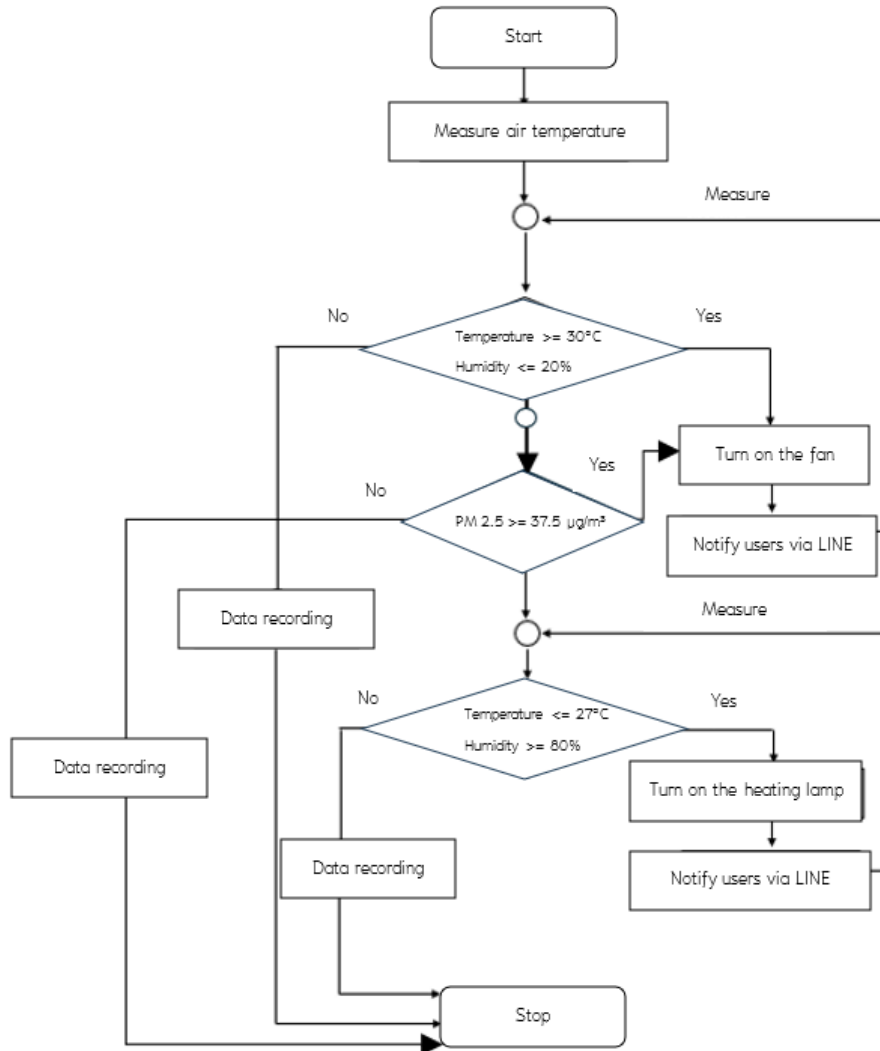 Start
Measure air temperature
Measure
No
Yes
Temperature >= 30°C
Humidity <= 20%
Turn on the fan
Yes
No
PM 2.5 >= 37.5 µg/m³
Notify users via LINE
Data recording
Measure
No
Yes
Temperature <= 27°C
Humidity >= 80%
Data recording
Turn on the heating lamp
Data recording
Notify users via LINE
Stop